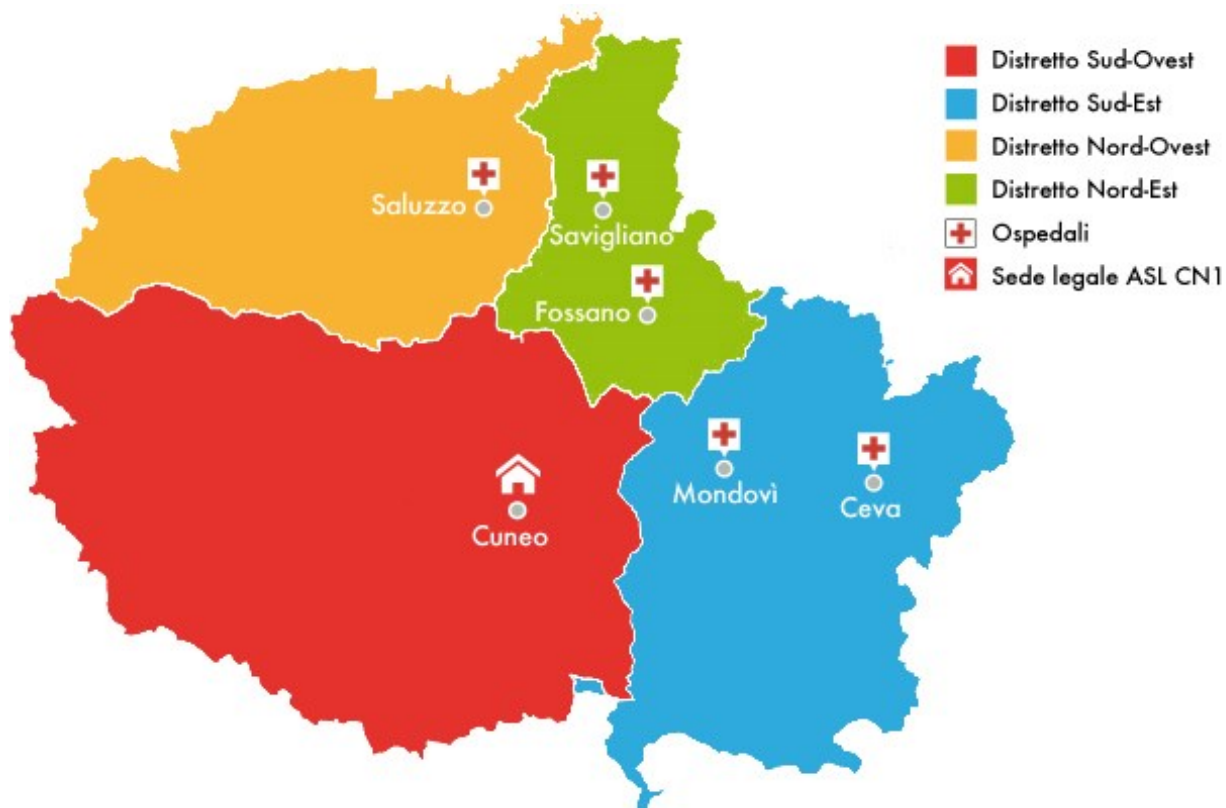 Distretto Sud-Ovest
Distretto Sud-Est
Distretto Nord-Ovest
Distretto Nord-Est
Ospedali
Sede legale ASL CN1
Saluzzo
Savigliano
Fossano
Mondovì
Ceva
Cuneo